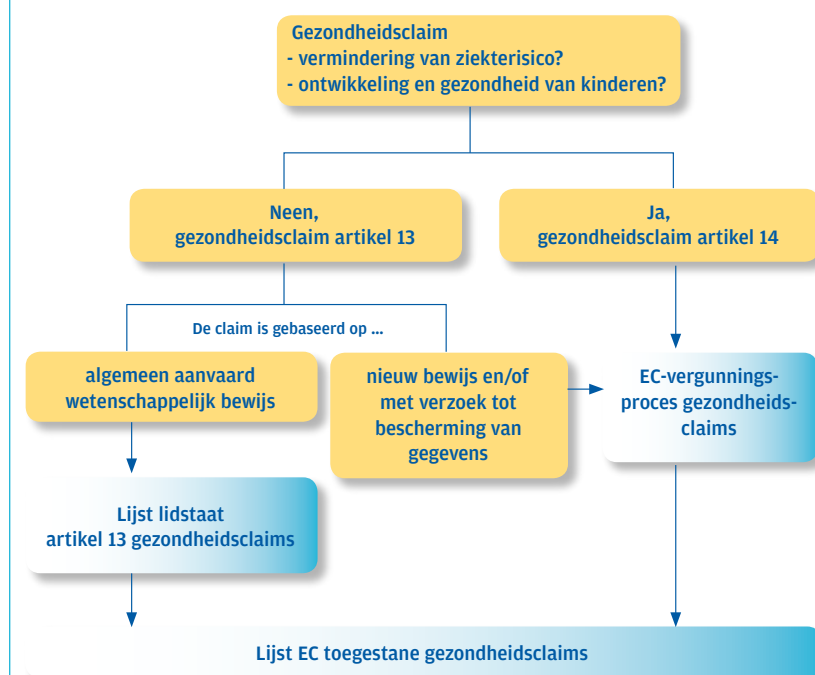 Gezondheidsclaim
- vermindering van ziekterisico?
- ontwikkeling en gezondheid van kinderen?
Neen,
gezondheidsclaim artikel 13
Ja,
gezondheidsclaim artikel 14
De claim is gebaseerd op ...
algemeen aanvaard
wetenschappelijk bewijs
nieuw bewijs en/of
met verzoek tot
bescherming van
gegevens
EC-vergunnings-
proces gezondheids-
claims
Lijst lidstaat
artikel 13 gezondheidsclaims
Lijst EC toegestane gezondheidsclaims